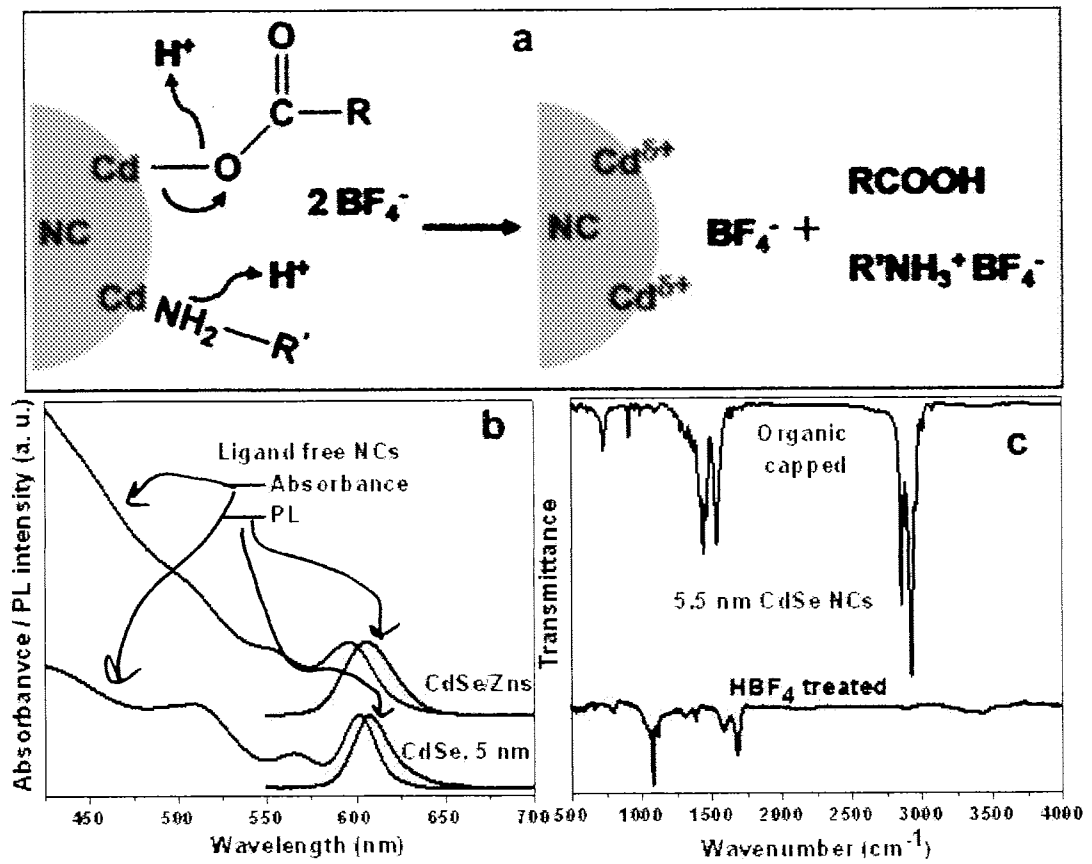 a
H⁺
O
C—R
Cd—O
NC
2 BF₄⁻
Cd
NH₂
R'
H⁺
Cdᵟ⁺
NC
Cdᵟ⁺
BF₄⁻ +
RCOOH
R'NH₃⁺ BF₄⁻
b
Absorbanvce / PL intensity (a. u.)
Ligand free NCs
Absorbance
PL
CdSe/Zns
CdSe, 5 nm
450 500 550 600 650 700
Wavelength (nm)
c
Transmittance
Organic
capped
5.5 nm CdSe NCs
HBF₄ treated
500 1000 1500 2000 2500 3000 3500 4000
Wavenumber (cm⁻¹)